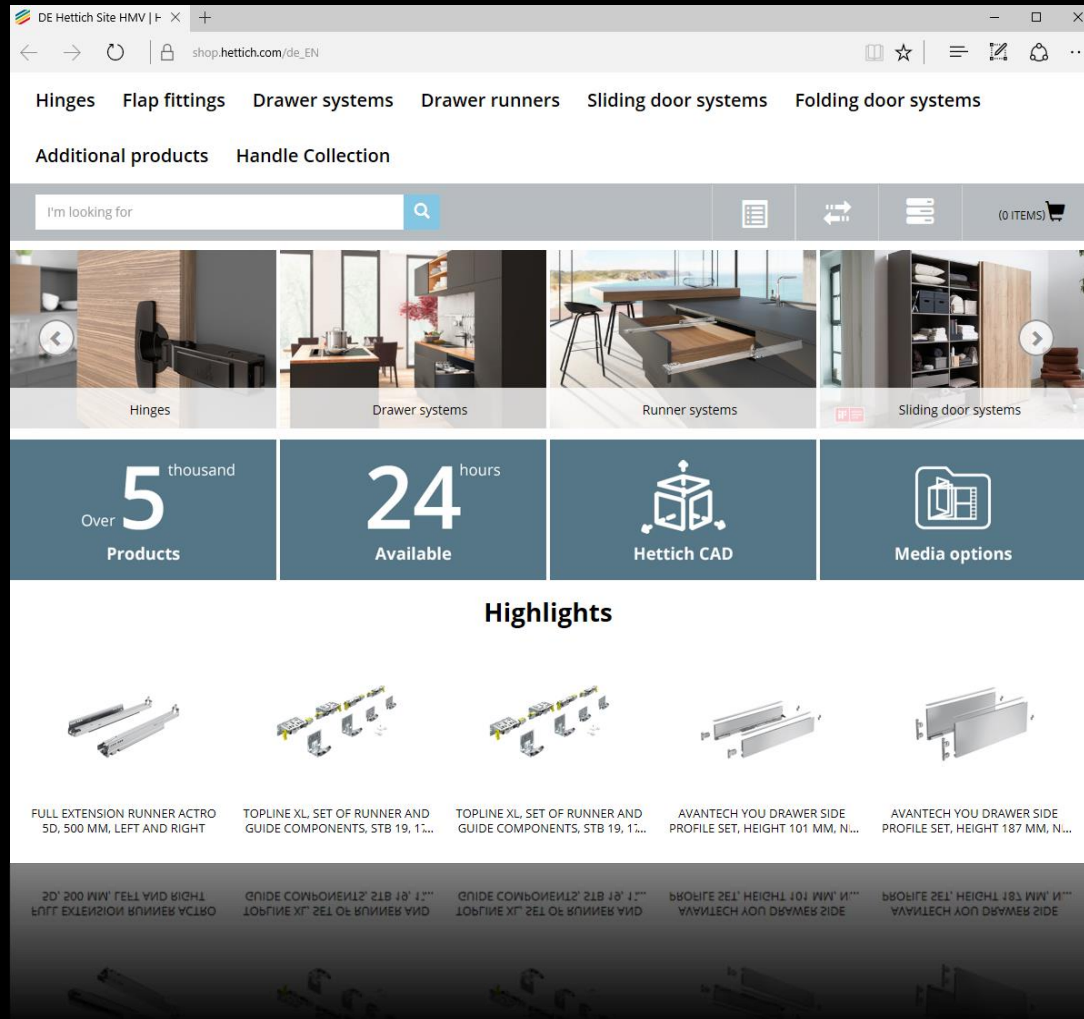 DE Hettich Site HMV | H
shop.hettich.com/de_EN
Hinges Flap fittings Drawer systems Drawer runners Sliding door systems Folding door systems
Additional products Handle Collection
I'm looking for
(0 ITEMS)
Hinges
Drawer systems
Runner systems
Sliding door systems
Over 5 thousand
Products
24 hours
Available
Hettich CAD
Media options
Highlights
FULL EXTENSION RUNNER ACTRO
5D, 500 MM, LEFT AND RIGHT
TOPLINE XL, SET OF RUNNER AND
GUIDE COMPONENTS, STB 19, 17...
TOPLINE XL, SET OF RUNNER AND
GUIDE COMPONENTS, STB 19, 17...
AVANTECH YOU DRAWER SIDE
PROFILE SET, HEIGHT 101 MM, N...
AVANTECH YOU DRAWER SIDE
PROFILE SET, HEIGHT 187 MM, N...